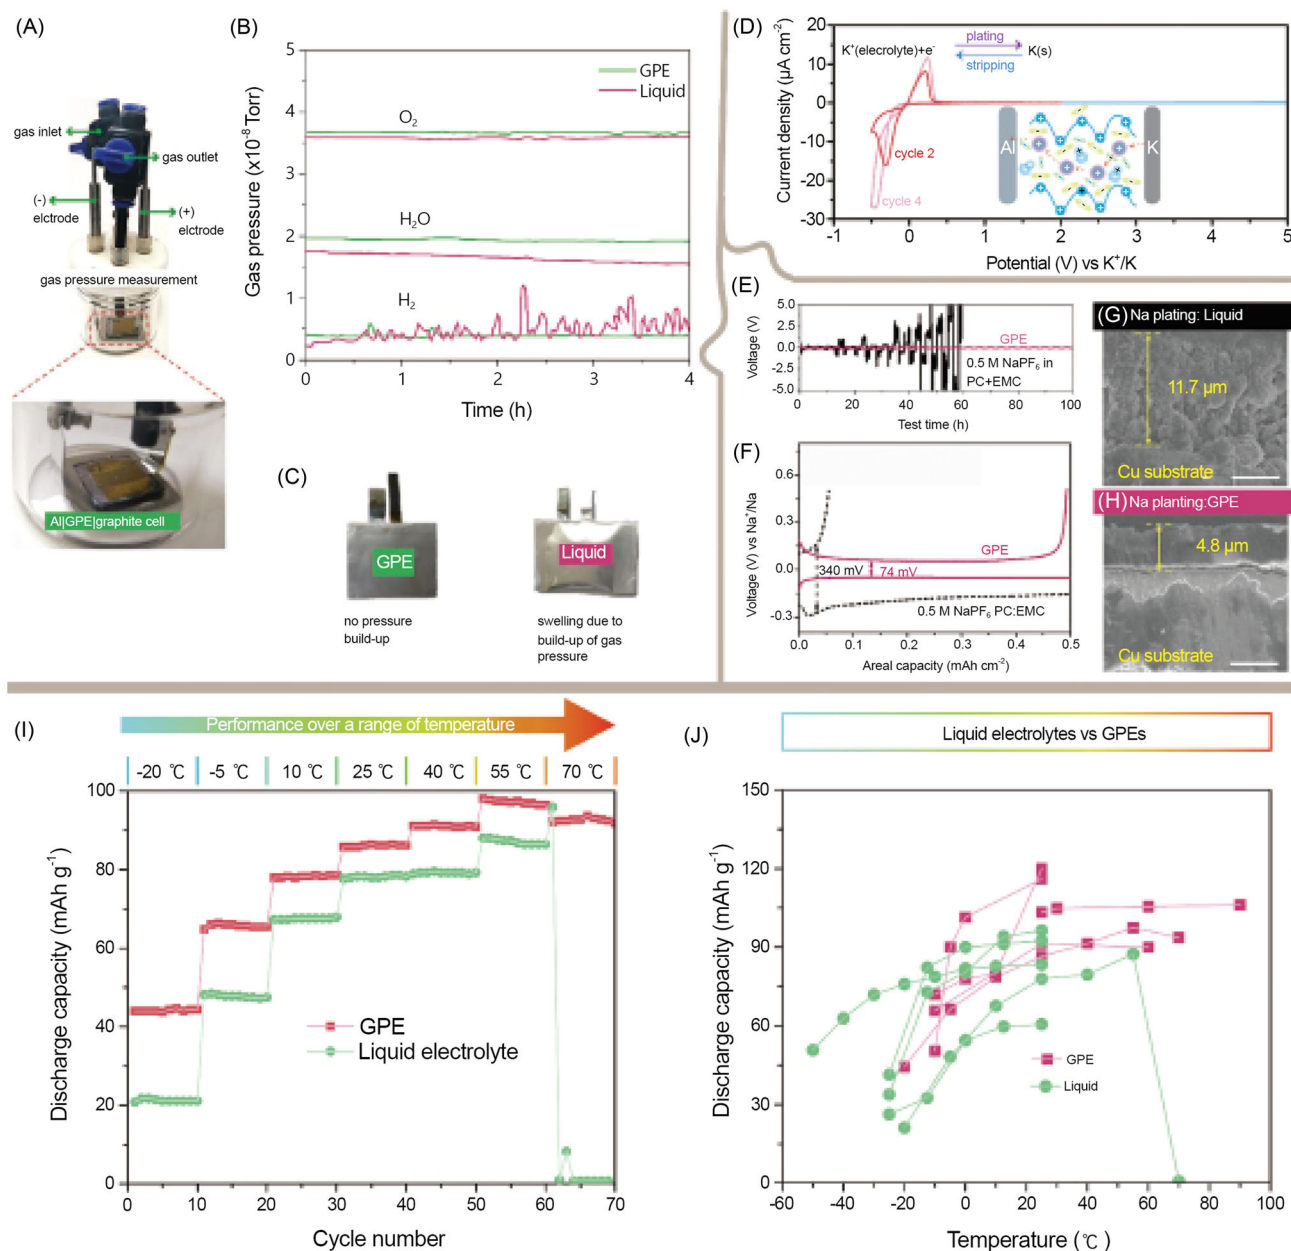 (A)
gas inlet
gas outlet
(-)
elctrode
(+)
elctrode
gas pressure measurement
Al|GPE|graphite cell
(B)
Gas pressure (x10-8 Torr)
5
4
3
2
1
0
GPE
Liquid
O2
H2O
H2
0 1 2 3 4
Time (h)
(C)
GPE
Liquid
no pressure
build-up
swelling due to
build-up of gas
pressure
(D)
Current density (μA cm-2)
20
10
0
-10
-20
-30
K+(elecrolyte)+e-
plating
stripping
K(s)
cycle 2
cycle 4
Al
K
-1 0 1 2 3 4 5
Potential (V) vs K+/K
(E)
Voltage (V)
5.0
2.5
0.0
-2.5
-5.0
GPE
0.5 M NaPF6 in
PC+EMC
0 20 40 60 80 100
Test time (h)
(F)
Voltage (V) vs Na+/Na
0.6
0.3
0.0
-0.3
GPE
340 mV
74 mV
0.5 M NaPF6 PC:EMC
0.0 0.1 0.2 0.3 0.4 0.5
Areal capacity (mAh cm-2)
(G) Na plating: Liquid
11.7 μm
Cu substrate
(H) Na planting:GPE
4.8 μm
Cu substrate
(I)
Performance over a range of temperature
-20 ℃ -5 ℃ 10 ℃ 25 ℃ 40 ℃ 55 ℃ 70 ℃
Discharge capacity (mAh g-1)
100
80
60
40
20
0
GPE
Liquid electrolyte
0 10 20 30 40 50 60 70
Cycle number
(J)
Liquid electrolytes vs GPEs
Discharge capacity (mAh g-1)
150
120
90
60
30
0
GPE
Liquid
-60 -40 -20 0 20 40 60 80 100
Temperature (℃)